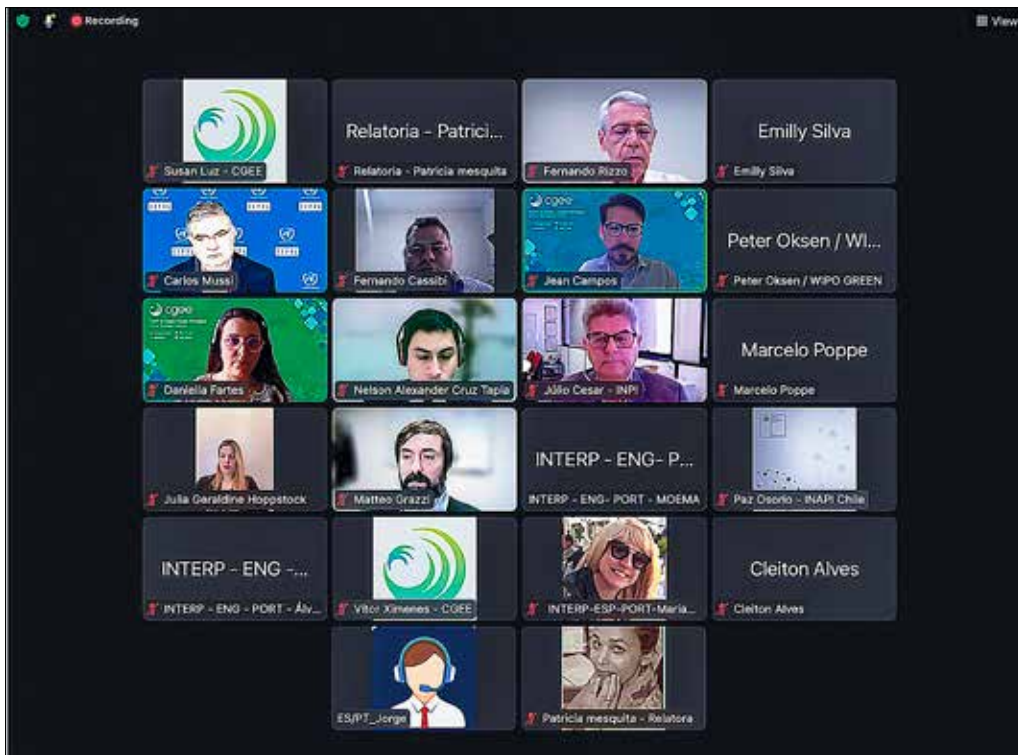 Recording
View
Susan Luz - CGEE
Relatoria - Patrici...
Relatoria - Patricia mesquita
Fernando Rizzo
Emilly Silva
Emilly Silva
CEPAL
Carlos Mussi
Fernando Cassibi
cgee
Jean Campos
Peter Oksen / WI...
Peter Oksen / WIPO GREEN
cgee
Daniella Fartes
Nelson Alexander Cruz Tapia
Júlio Cesar - INPI
Marcelo Poppe
Marcelo Poppe
Julia Geraldine Hoppstock
Matteo Grazzi
INTERP - ENG- P...
INTERP - ENG- PORT - MOEMA
Paz Osorio - INAPI Chile
INTERP - ENG -...
INTERP - ENG - PORT - Álv...
Vitor Ximenes - CGEE
INTERP-ESP-PORT-Maria...
Cleiton Alves
Cleiton Alves
ES/PT_Jorge
Patricia mesquita - Relatora